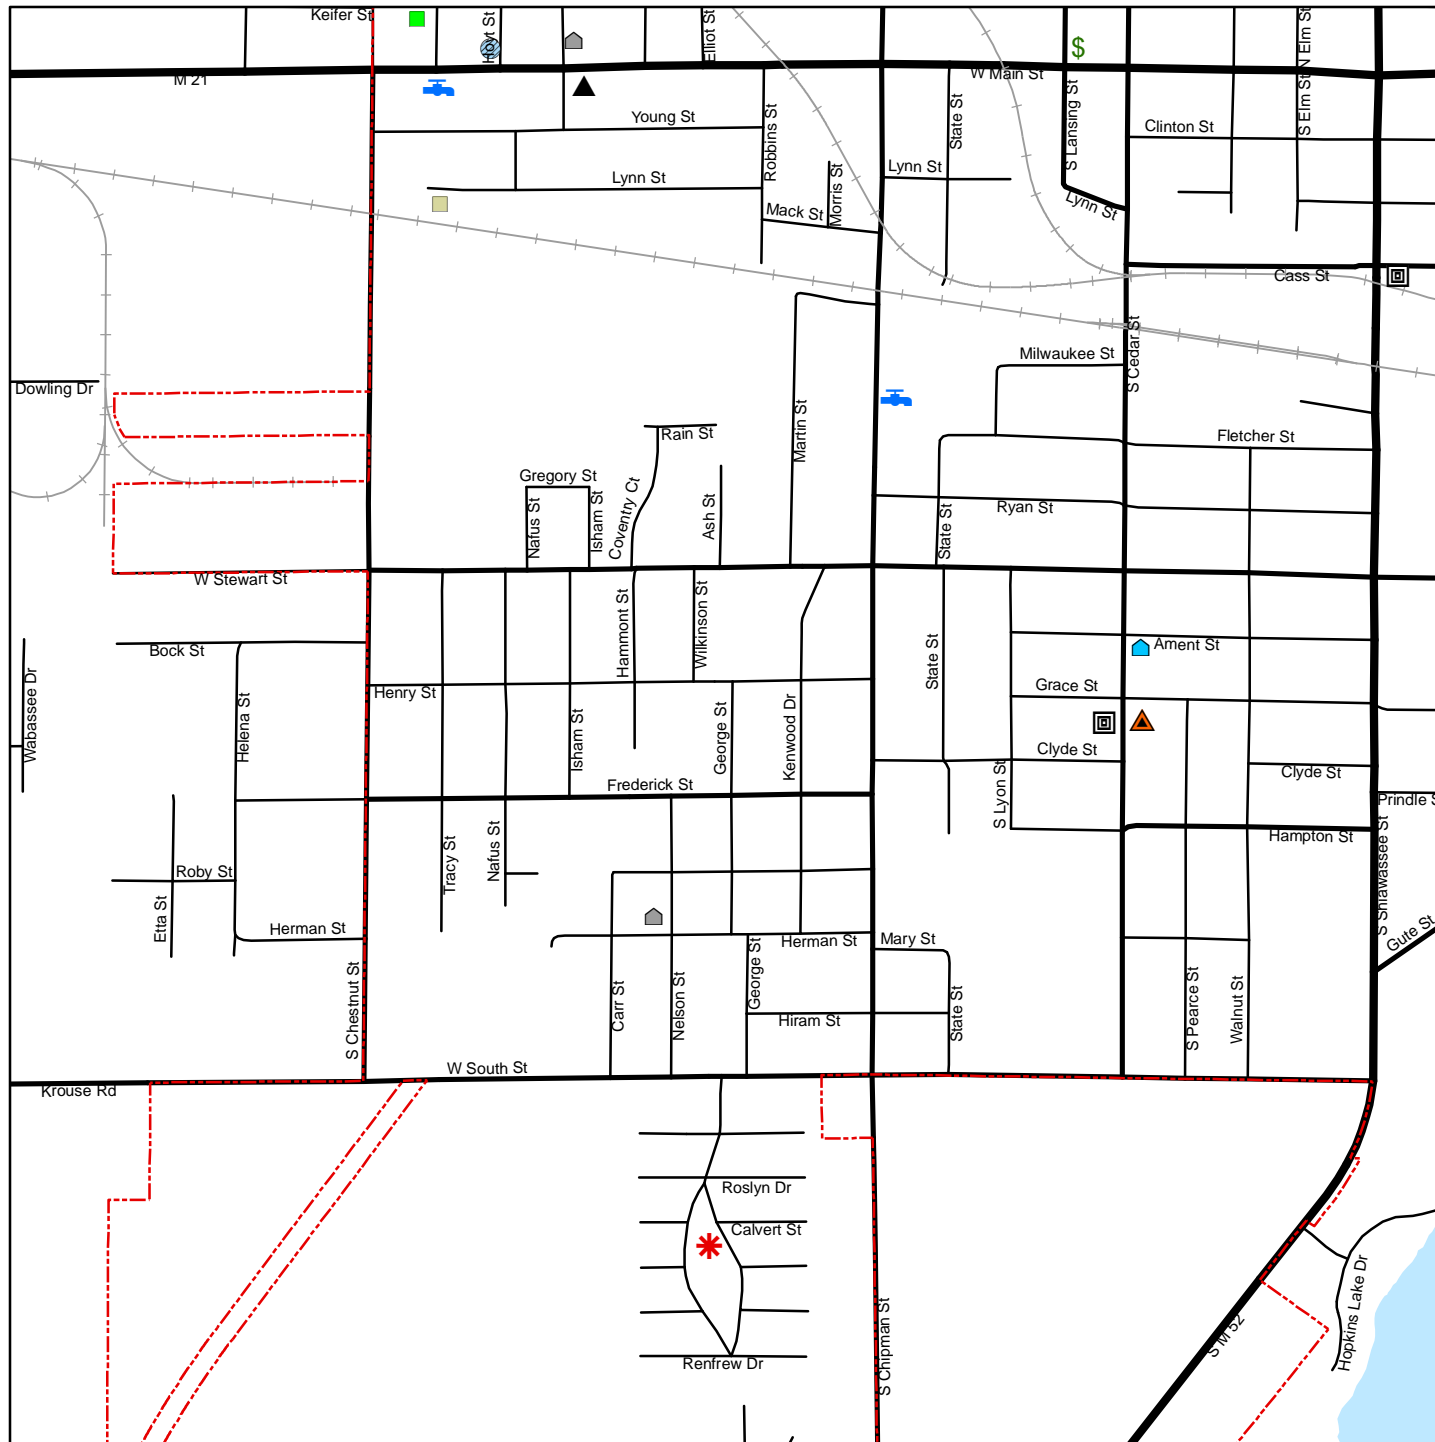 Keifer St
Hoyt St
Elliot St
N Elm St
$
M 21
W Main St
Young St
Robbins St
State St
S Lansing St
S Elm St
Clinton St
Lynn St
Lynn St
Morris St
Mack St
Lynn St
Cass St
S Cedar St
Milwaukee St
Dowling Dr
Rain St
Martin St
Fletcher St
Gregory St
Nafus St
Isham St
Coventry Ct
Ash St
State St
Ryan St
W Stewart St
Hammont St
Wilkinson St
State St
Bock St
Ament St
Wabassee Dr
Helena St
Henry St
Grace St
Isham St
George St
Kenwood Dr
Clyde St
Clyde St
Frederick St
S Lyon St
Prindle S
Tracy St
Nafus St
Hampton St
S Shiawassee St
Roby St
Etta St
Herman St
Herman St
Mary St
Gute St
S Chestnut St
Carr St
Nelson St
George St
Hiram St
State St
S Pearce St
Walnut St
W South St
Krouse Rd
Roslyn Dr
Calvert St
Renfrew Dr
S Chipman St
S M 52
Hopkins Lake Dr